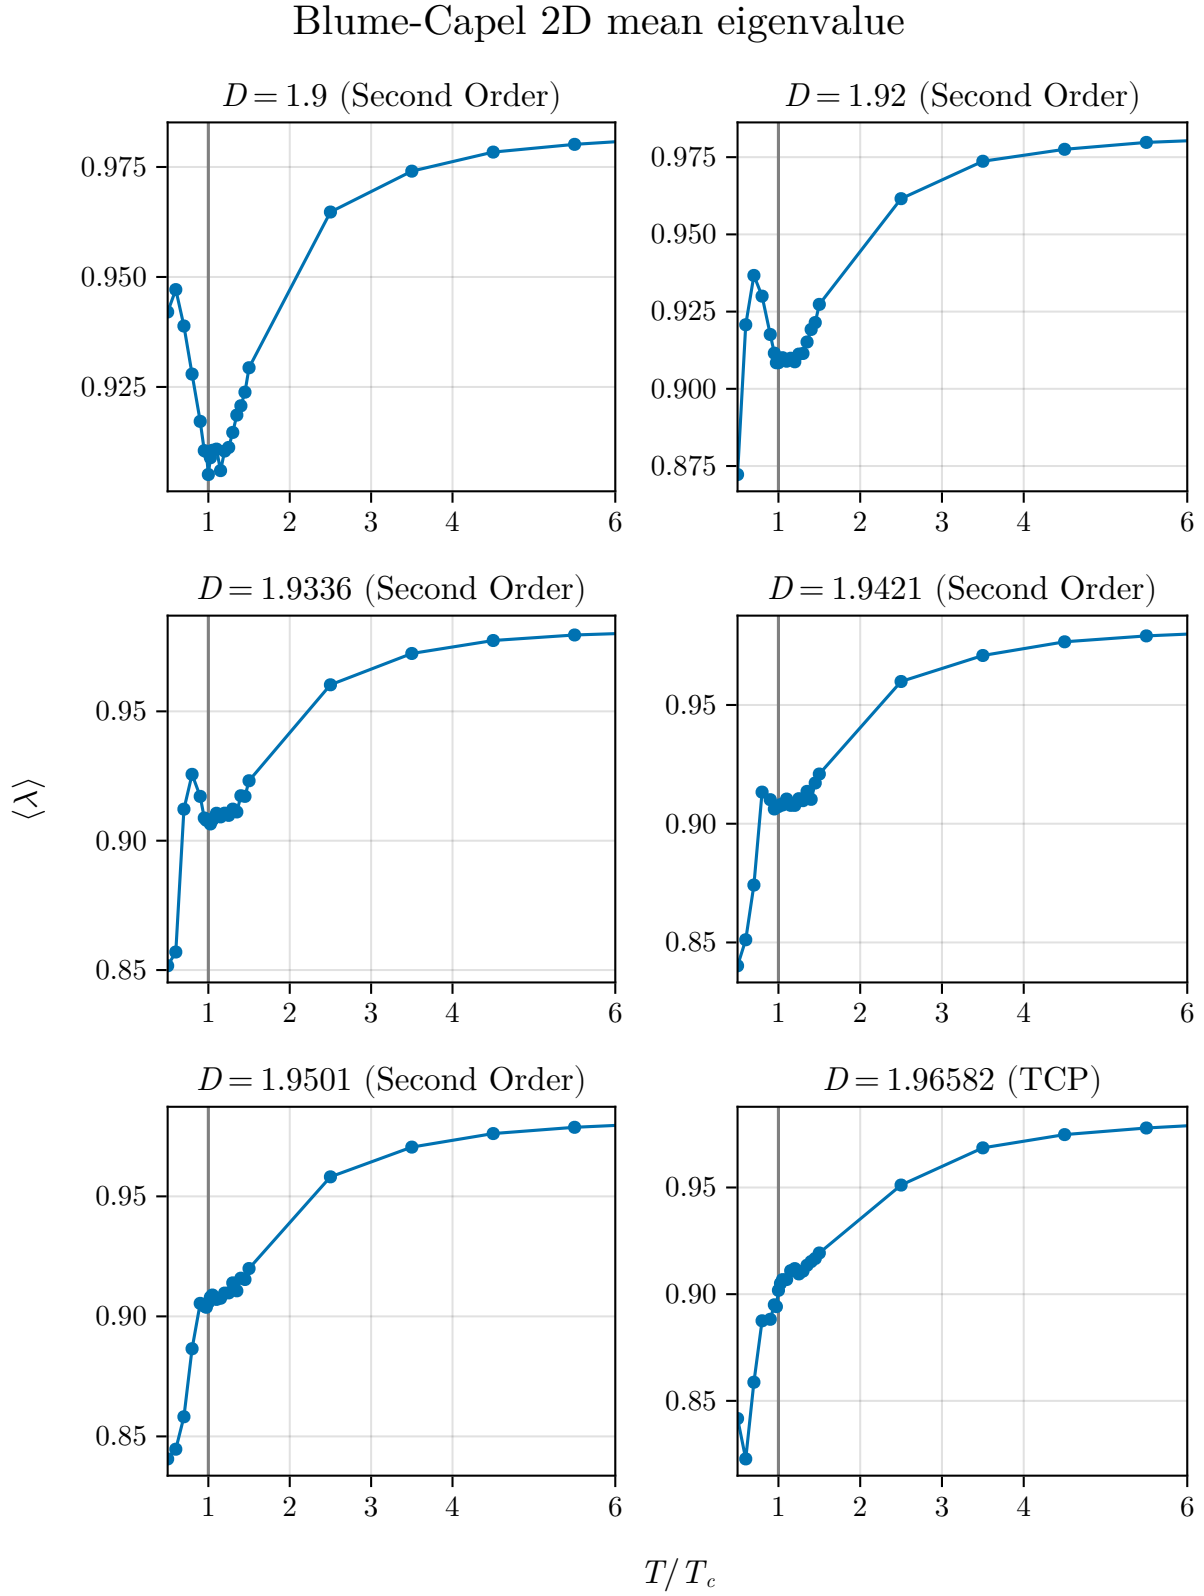 Blume-Capel 2D mean eigenvalue
D = 1.9 (Second Order)
0.975
0.950
0.925
1 2 3 4 6
D = 1.92 (Second Order)
0.975
0.950
0.925
0.900
0.875
1 2 3 4 6
D = 1.9336 (Second Order)
0.95
0.90
0.85
1 2 3 4 6
D = 1.9421 (Second Order)
0.95
0.90
0.85
1 2 3 4 6
D = 1.9501 (Second Order)
0.95
0.90
0.85
1 2 3 4 6
D = 1.96582 (TCP)
0.95
0.90
0.85
1 2 3 4 6
⟨λ⟩
T/T_c